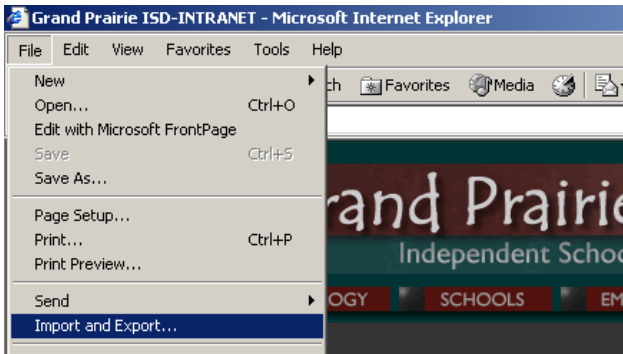 Grand Prairie ISD-INTRANET - Microsoft Internet Explorer
File Edit View Favorites Tools Help
New
ch Favorites Media
Open... Ctrl+O
Edit with Microsoft FrontPage
Save Ctrl+S
Save As...
Page Setup...
rand Prairie
Print... Ctrl+P
Independent Schoo
Print Preview...
Send
OGY SCHOOLS EM
Import and Export...